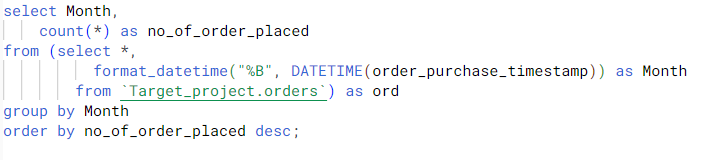 select Month,
count(*) as no_of_order_placed
from (select *,
format_datetime("%B", DATETIME(order_purchase_timestamp)) as Month
from `Target_project.orders`) as ord
group by Month
order by no_of_order_placed desc;